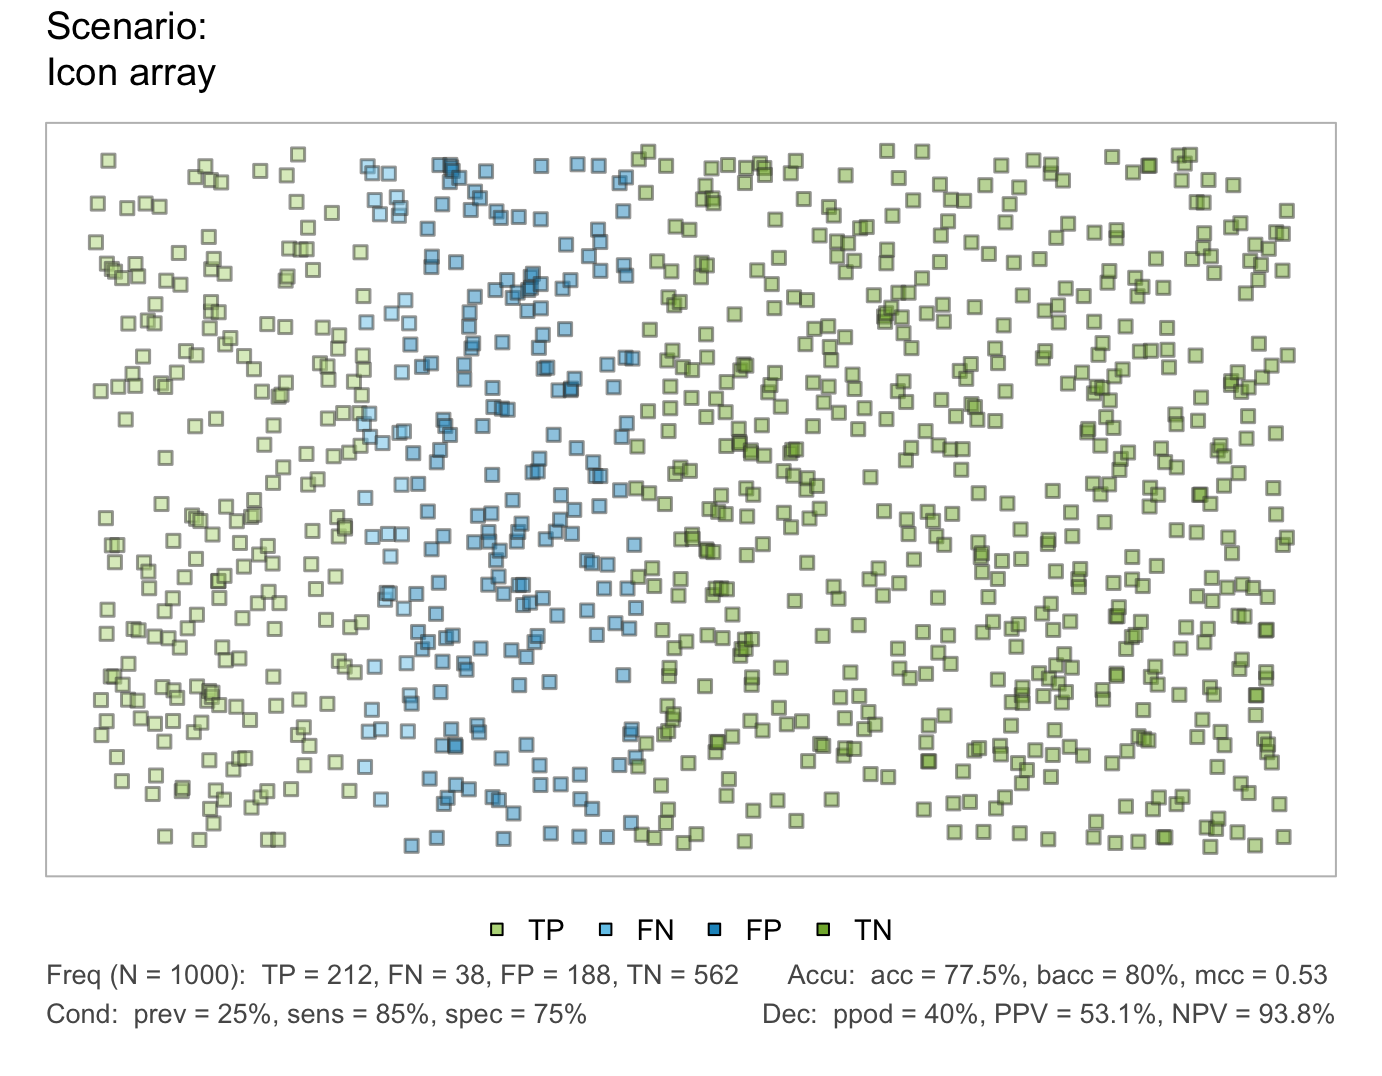 Scenario:
Icon array
TP FN FP TN
Freq (N = 1000): TP = 212, FN = 38, FP = 188, TN = 562 Accu: acc = 77.5%, bacc = 80%, mcc = 0.53
Cond: prev = 25%, sens = 85%, spec = 75% Dec: ppod = 40%, PPV = 53.1%, NPV = 93.8%